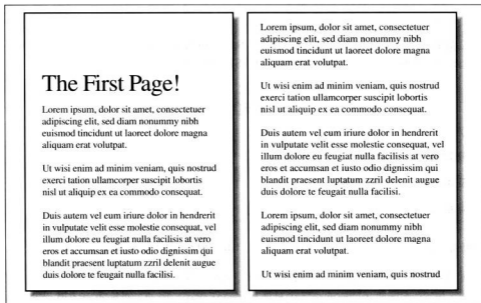 The First Page!
Lorem ipsum, dolor sit amet, consectetuer
adipiscing elit, sed diam nonummy nibh
euismod tincidunt ut laoreet dolore magna
aliquam erat volutpat.
Ut wisi enim ad minim veniam, quis nostrud
exerci tation ullamcorper suscipit lobortis
nisl ut aliquip ex ea commodo consequat.
Duis autem vel eum iriure dolor in hendrerit
in vulputate velit esse molestie consequat, vel
illum dolore eu feugiat nulla facilisis at vero
eros et accumsan et iusto odio dignissim qui
blandit praesent luptatum zzril delenit augue
duis dolore te feugait nulla facilisi.
Lorem ipsum, dolor sit amet, consectetuer
adipiscing elit, sed diam nonummy nibh
euismod tincidunt ut laoreet dolore magna
aliquam erat volutpat.
Ut wisi enim ad minim veniam, quis nostrud
exerci tation ullamcorper suscipit lobortis
nisl ut aliquip ex ea commodo consequat.
Duis autem vel eum iriure dolor in hendrerit
in vulputate velit esse molestie consequat, vel
illum dolore eu feugiat nulla facilisis at vero
eros et accumsan et iusto odio dignissim qui
blandit praesent luptatum zzril delenit augue
duis dolore te feugait nulla facilisi.
Lorem ipsum, dolor sit amet, consectetuer
adipiscing elit, sed diam nonummy nibh
euismod tincidunt ut laoreet dolore magna
aliquam erat volutpat.
Ut wisi enim ad minim veniam, quis nostrud